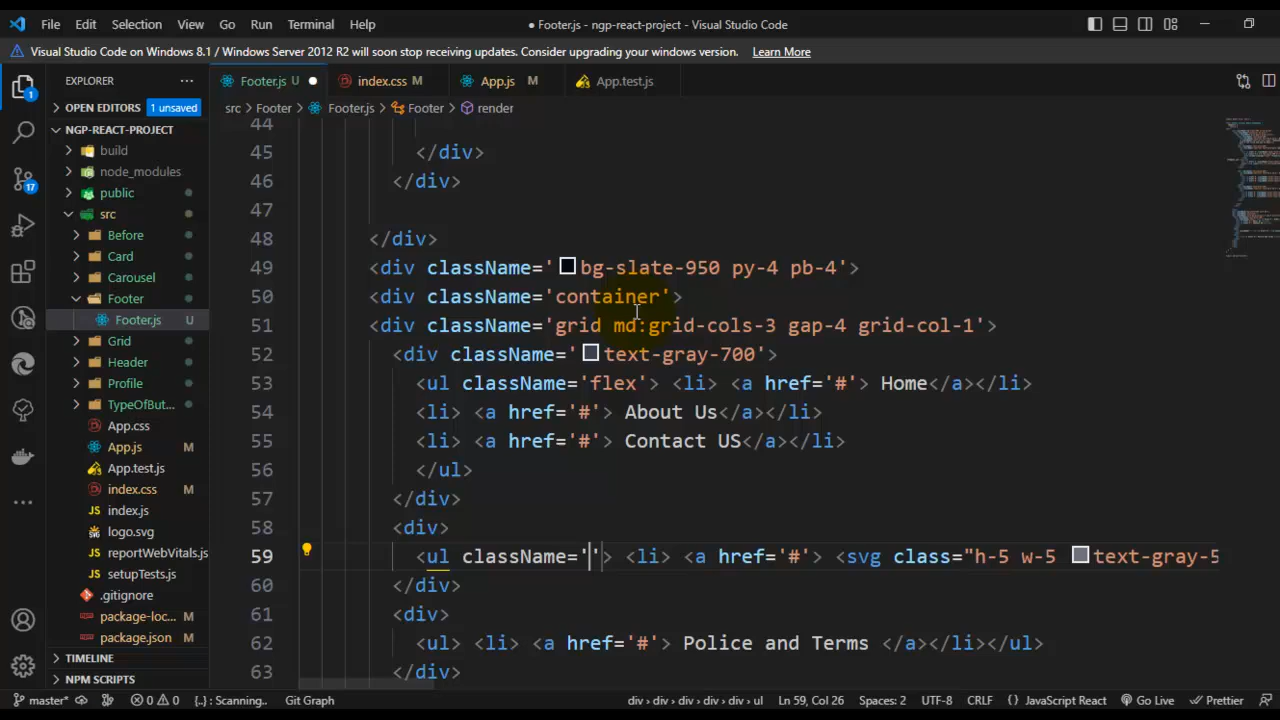 File Edit Selection View Go Run Terminal Help ● Footer.js - ngp-react-project - Visual Studio Code
Visual Studio Code on Windows 8.1 / Windows Server 2012 R2 will soon stop receiving updates. Consider upgrading your windows version. Learn More
EXPLORER ···
Footer.js U ●
index.css M
App.js M
App.test.js
OPEN EDITORS 1 unsaved
src > Footer > Footer.js > Footer > render
NGP-REACT-PROJECT
build
node_modules
public
src
Before
Card
Carousel
Footer
Footer.js U
Grid
Header
Profile
TypeOfBut...
App.css
App.js M
App.test.js
index.css M
index.js
logo.svg
reportWebVitals.js
setupTests.js
.gitignore
package-loc... M
package.json M
TIMELINE
NPM SCRIPTS
1
17
44
45 </div>
46 </div>
47
48 </div>
49 <div className='bg-slate-950 py-4 pb-4'>
50 <div className='container'>
51 <div className='grid md:grid-cols-3 gap-4 grid-col-1'>
52 <div className='text-gray-700'>
53 <ul className='flex'> <li> <a href='#'> Home</a></li>
54 <li> <a href='#'> About Us</a></li>
55 <li> <a href='#'> Contact US</a></li>
56 </ul>
57 </div>
58 <div>
59 <ul className=''> <li> <a href='#'> <svg class="h-5 w-5 text-gray-5
60 </div>
61 <div>
62 <ul> <li> <a href='#'> Police and Terms </a></li></ul>
63 </div>
master* 0 0 {..} : Scanning.. Git Graph div > div > div > div > div > ul Ln 59, Col 26 Spaces: 2 UTF-8 CRLF {} JavaScript React Go Live Prettier